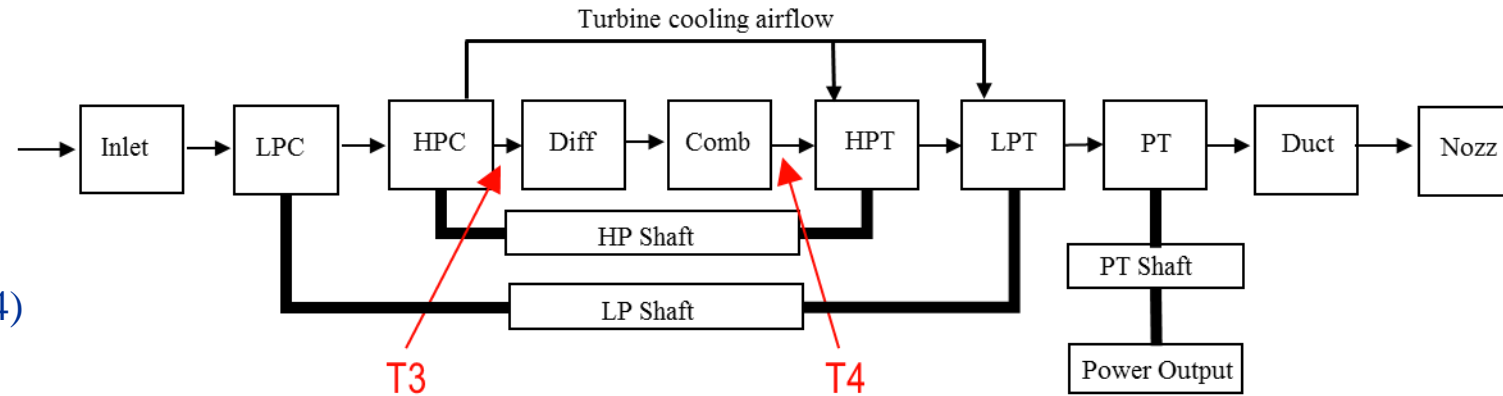 Turbine cooling airflow
Inlet
LPC
HPC
Diff
Comb
HPT
LPT
PT
Duct
Nozz
HP Shaft
PT Shaft
4)
LP Shaft
T3
T4
Power Output